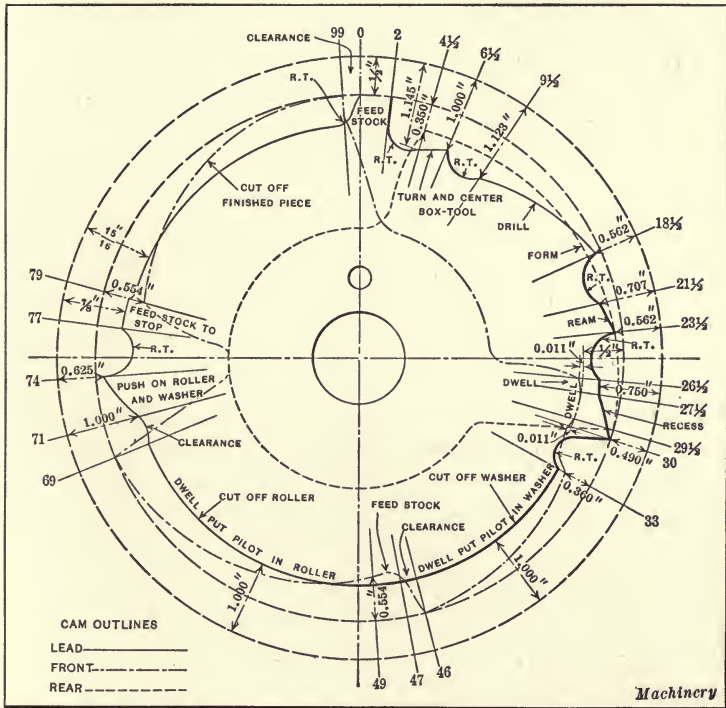 CLEARANCE
99
0
2
4½
6½
9½
R.T.
½"
FEED
STOCK
1.145"
0.350"
1.000"
1.123"
R.T.
R.T.
TURN AND CENTER
BOX-TOOL
DRILL
CUT OFF
FINISHED PIECE
15"
16
FORM
0.562"
18½
R.T.
0.707"
21½
79
0.554"
⅞"
77
FEED STOCK TO
STOP
REAM
0.562"
23½
R.T.
R.T.
0.011"
½"
74
0.625"
PUSH ON ROLLER
AND WASHER
DWELL
DWELL
26½
0.750"
27½
RECESS
71
1.000"
CLEARANCE
0.011"
29½
30
0.490"
69
R.T.
0.360"
33
CUT OFF ROLLER
DWELL PUT PILOT IN ROLLER
CUT OFF WASHER
FEED STOCK
CLEARANCE
DWELL PUT PILOT IN WASHER
1.000"
0.554"
1.000"
49
47
46
CAM OUTLINES
LEAD
FRONT
REAR
Machinery